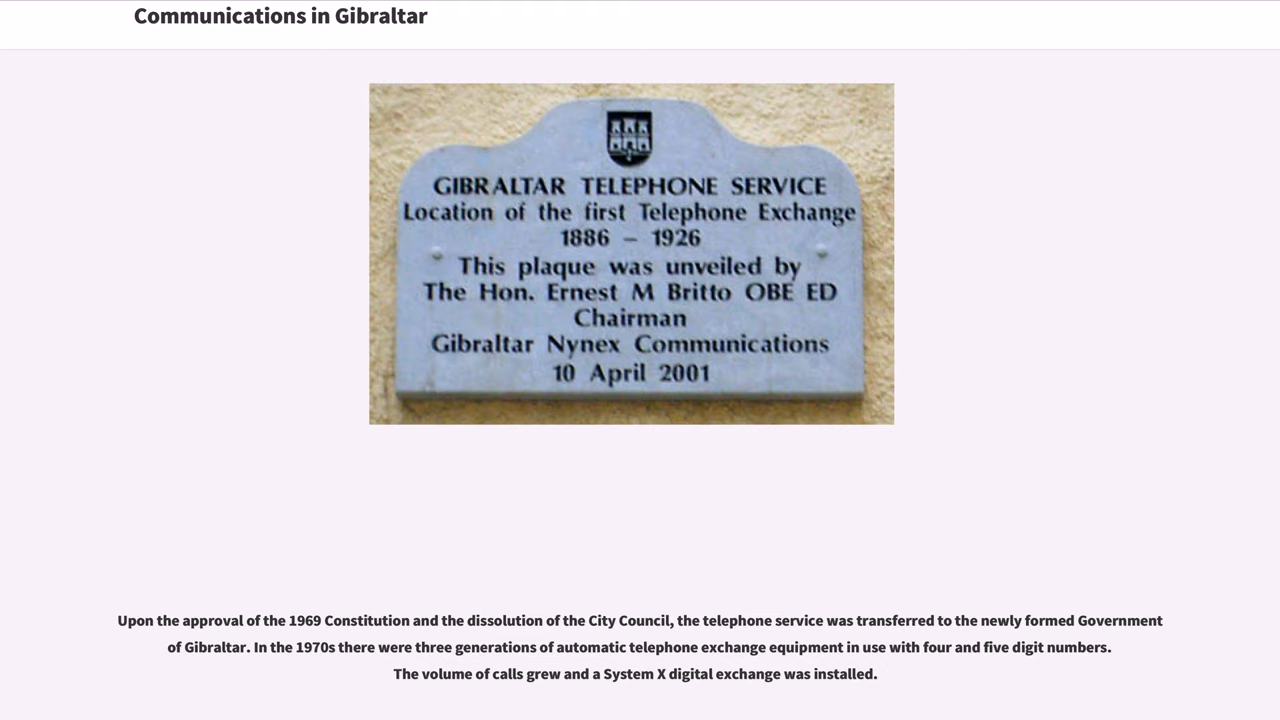 Communications in Gibraltar
GIBRALTAR TELEPHONE SERVICE
Location of the first Telephone Exchange
1886 – 1926
This plaque was unveiled by
The Hon. Ernest M Britto OBE ED
Chairman
Gibraltar Nynex Communications
10 April 2001
Upon the approval of the 1969 Constitution and the dissolution of the City Council, the telephone service was transferred to the newly formed Government
of Gibraltar. In the 1970s there were three generations of automatic telephone exchange equipment in use with four and five digit numbers.
The volume of calls grew and a System X digital exchange was installed.